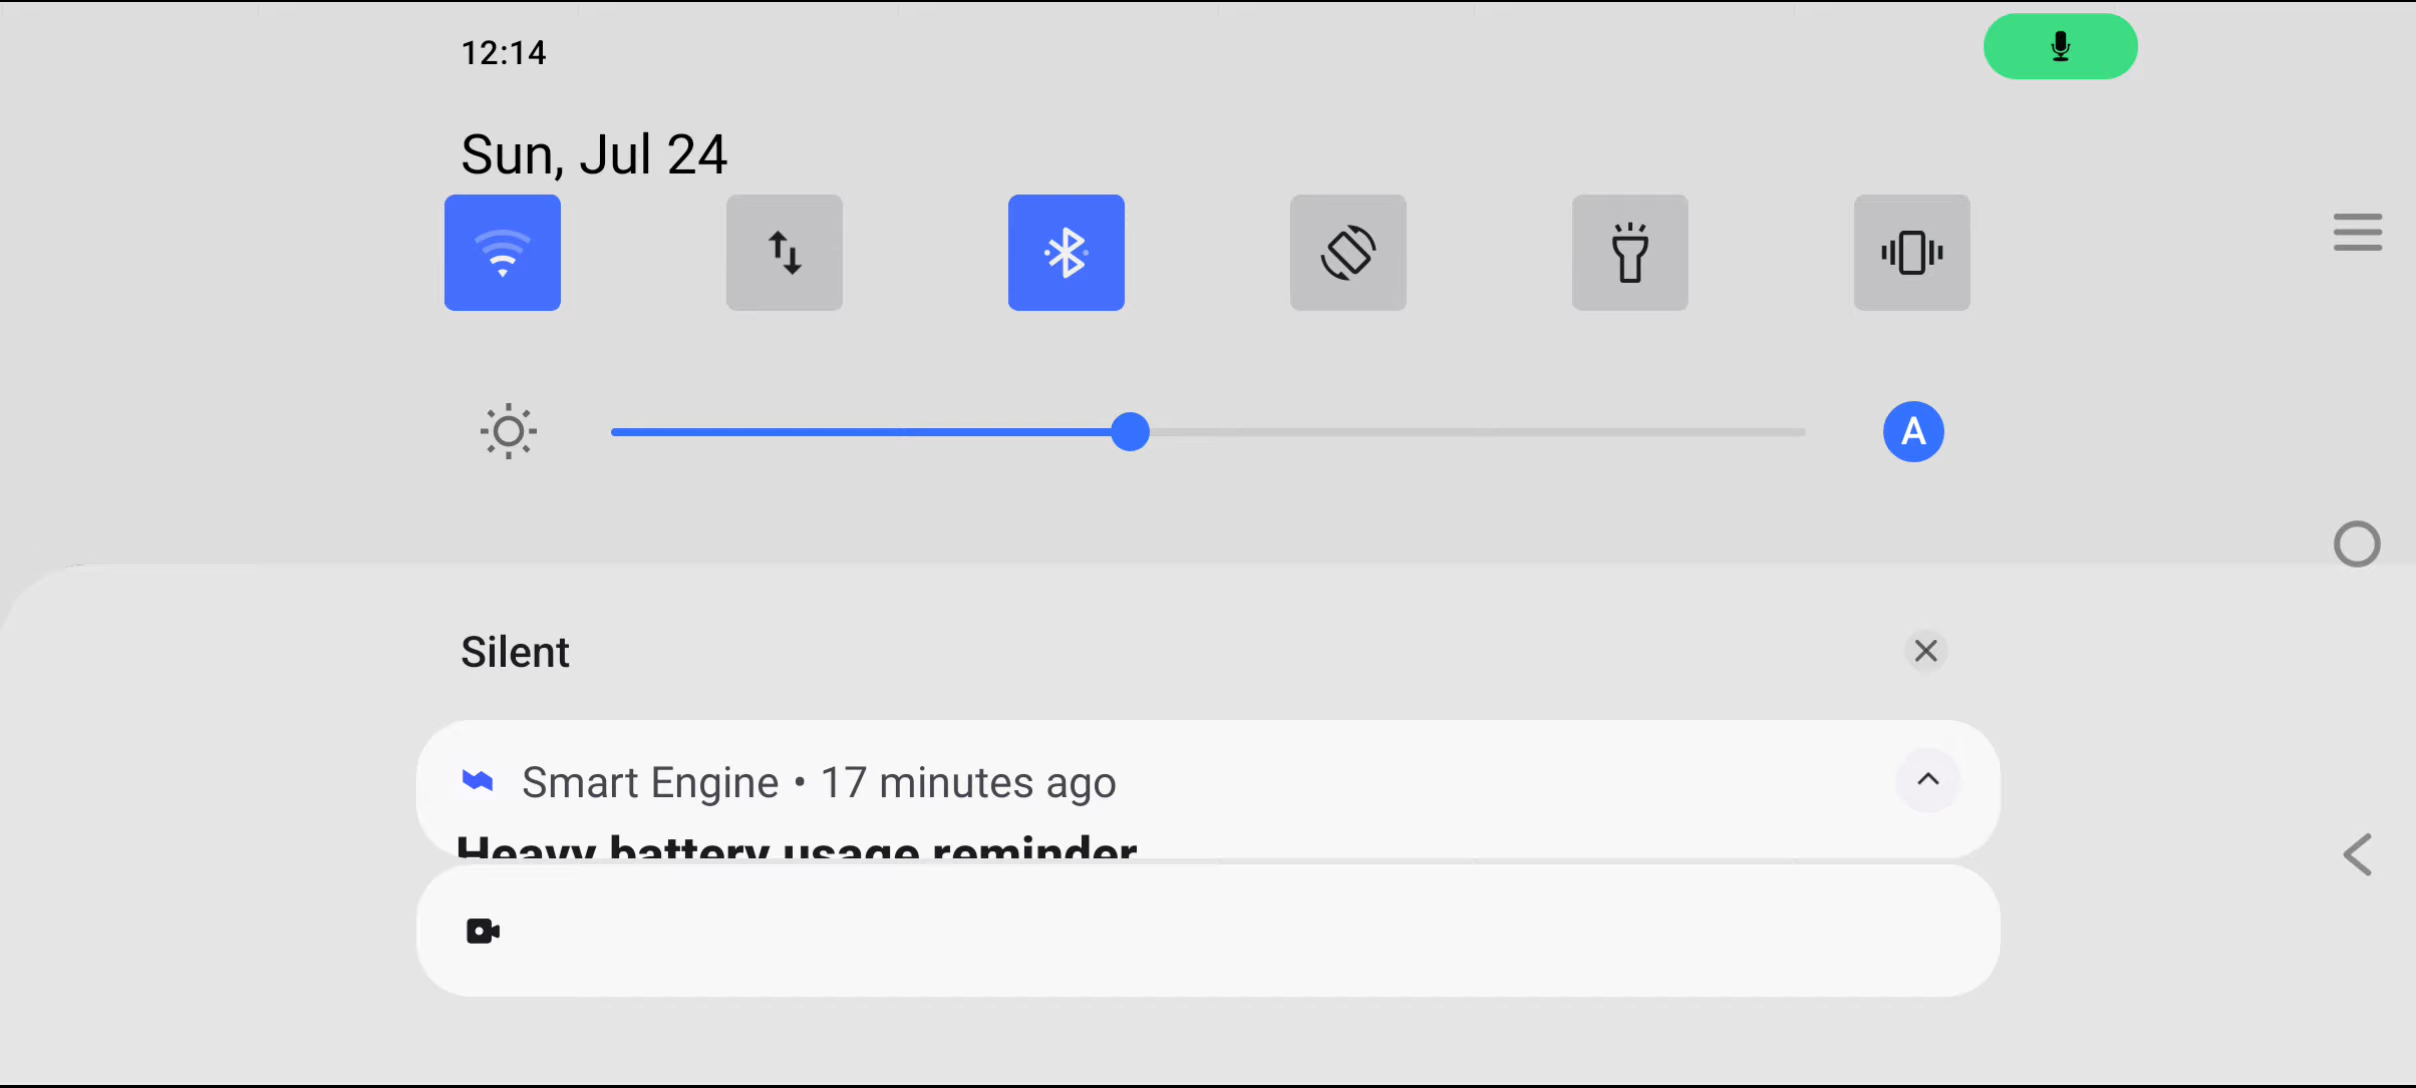 12:14
Sun, Jul 24
A
Silent
Smart Engine • 17 minutes ago
Heavy battery usage reminder